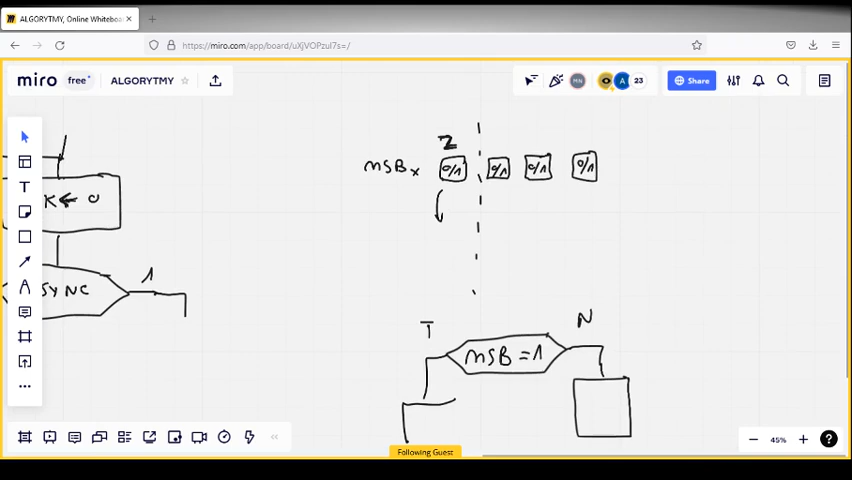 ALGORYTMY, Online Whiteboa
https://miro.com/app/board/uXjVOPzul7s=/
miro free ALGORYTMY MN A 23 Share
Z
MSBx 0/1 0/1 0/1 0/1
K ← 0
SYNC 1
T N
MSB = 1
T
45%
Following Guest